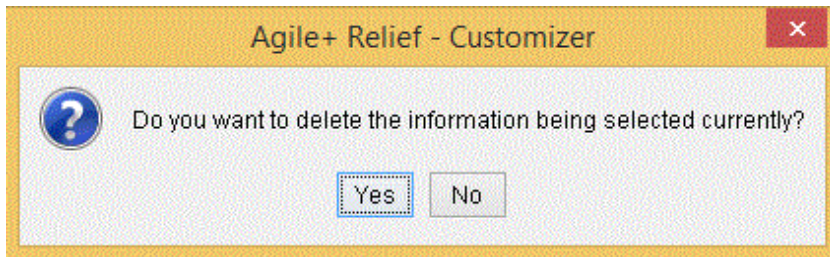 Agile+ Relief - Customizer
Do you want to delete the information being selected currently?
Yes No